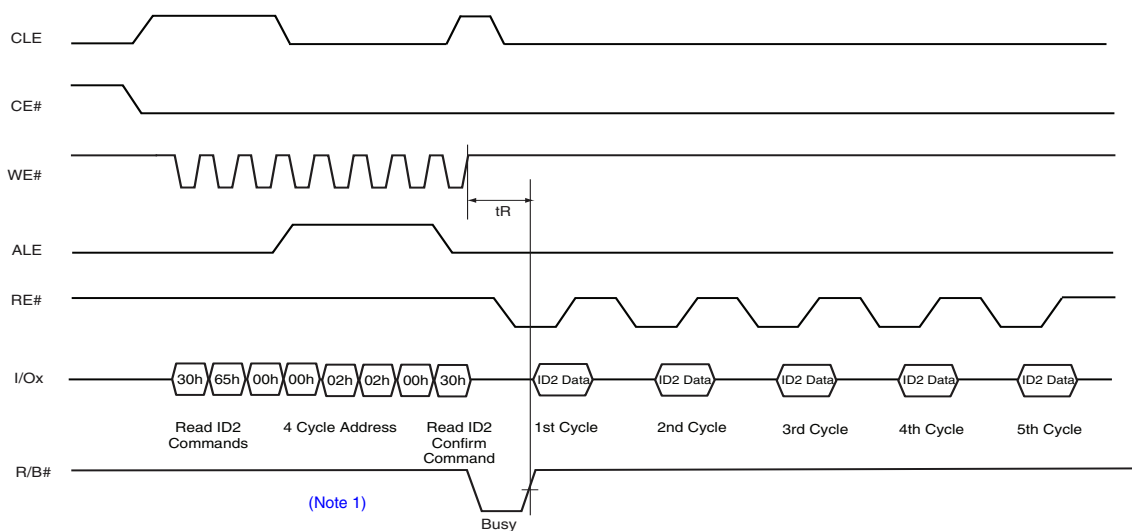 CLE
CE#
WE#
tR
ALE
RE#
I/Ox 30h 65h 00h 00h 02h 02h 00h 30h ID2 Data ID2 Data ID2 Data ID2 Data ID2 Data
Read ID2 Commands 4 Cycle Address Read ID2 Confirm Command 1st Cycle 2nd Cycle 3rd Cycle 4th Cycle 5th Cycle
R/B#
(Note 1)
Busy